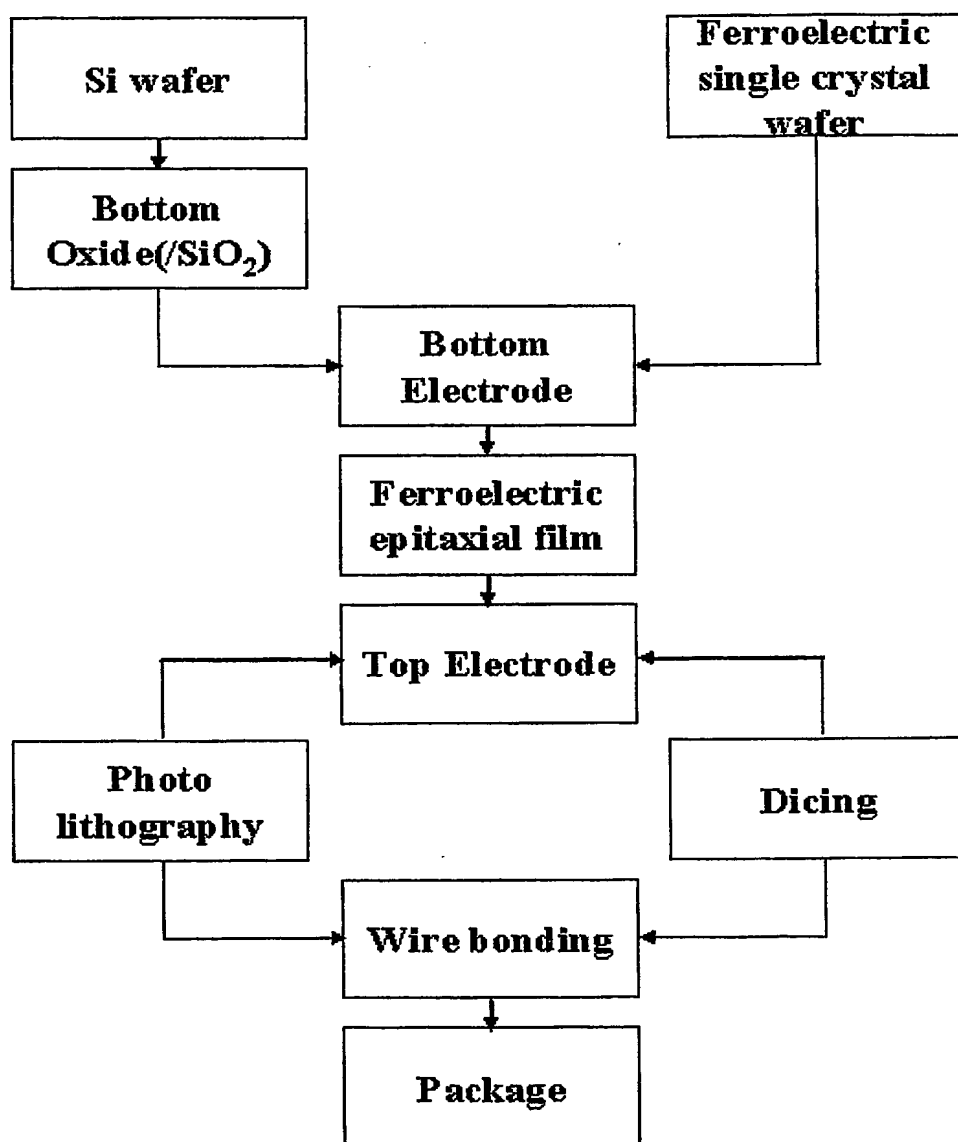 Si wafer
Ferroelectric
single crystal
wafer
Bottom
Oxide(/SiO₂)
Bottom
Electrode
Ferroelectric
epitaxial film
Top Electrode
Photo
lithography
Dicing
Wire bonding
Package